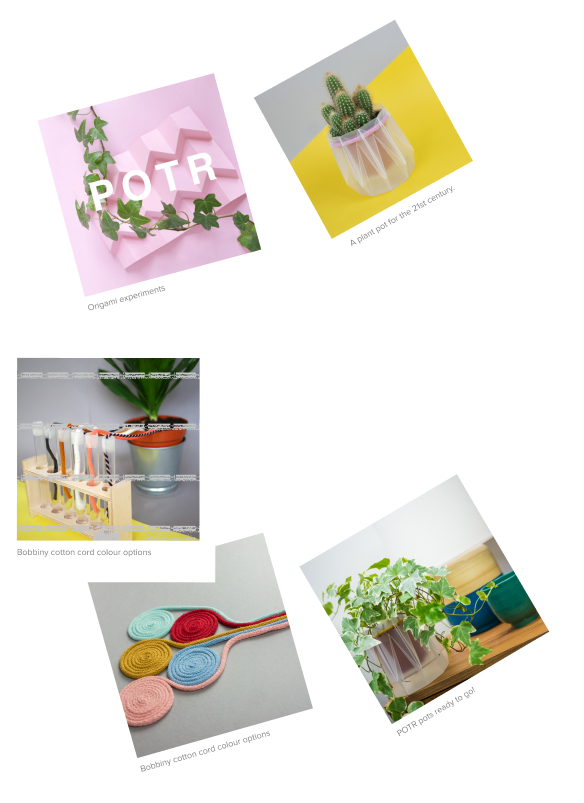 POTR
A plant pot for the 21st century.
Origami experiments
Bobbiny cotton cord colour options
POTR pots ready to go!
Bobbiny cotton cord colour options